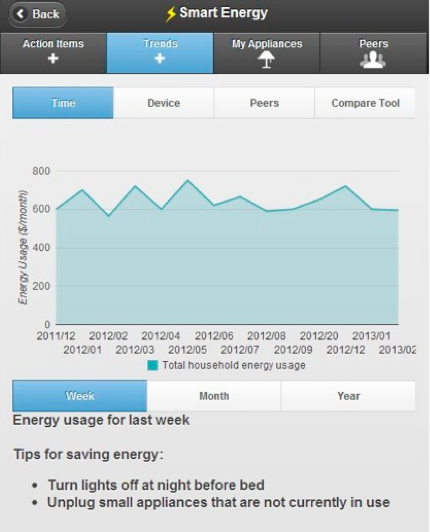 Back
Smart Energy
Action Items
Trends
My Appliances
Peers
Time
Device
Peers
Compare Tool
800
600
400
200
0
Energy Usage ($/month)
2011/12 2012/02 2012/04 2012/06 2012/08 2012/20 2013/01
2012/01 2012/03 2012/05 2012/07 2012/09 2012/12 2013/02
Total household energy usage
Week
Month
Year
Energy usage for last week
Tips for saving energy:
• Turn lights off at night before bed
• Unplug small appliances that are not currently in use